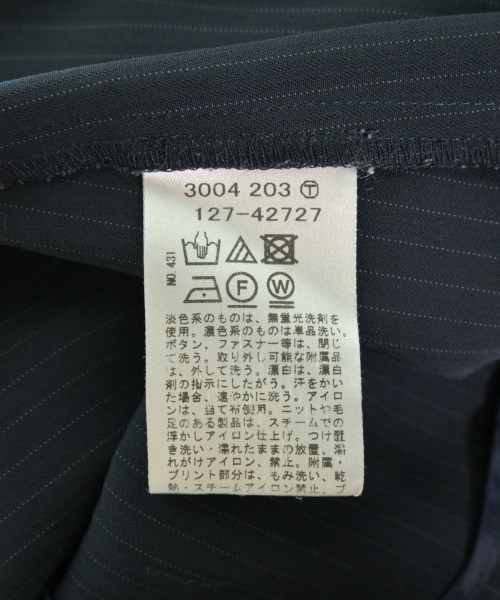 3004 203 Ⓣ
127-42727
NO.431
F W
淡色系のものは、無蛍光洗剤を
使用。濃色系のものは単品洗い。
ボタン、ファスナー等は、閉じ
て洗う。取り外し可能な附属品
は、外して洗う。漂白は、漂白
剤の指示にしたがう。汗をかい
た場合、速やかに洗う。アイロ
ンは、当て布使用。ニットや毛
足のある製品は、スチームでの
浮かしアイロン仕上げ。つけ置
き洗い・濡れたままの放置、濡
れがけアイロン、禁止。附属・
プリント部分は、もみ洗い、乾
熱・スチームアイロン禁止。プ